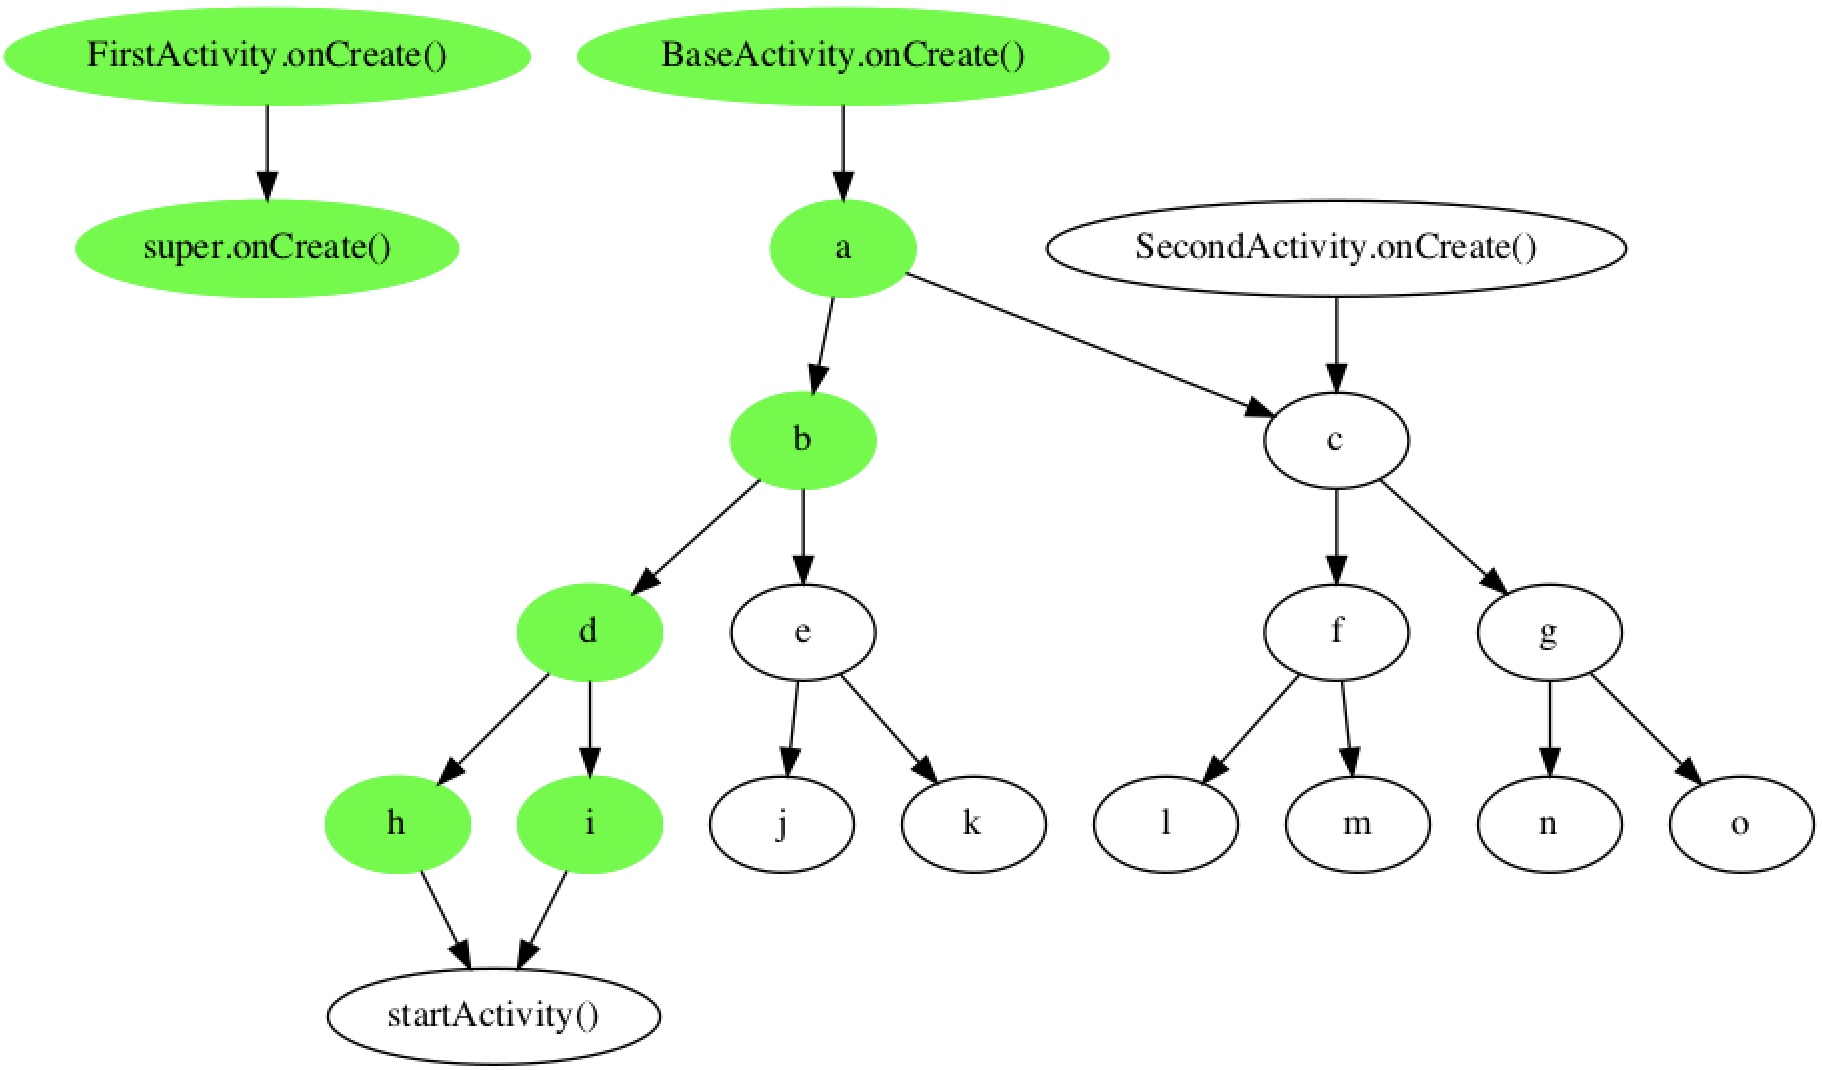 FirstActivity.onCreate()
BaseActivity.onCreate()
super.onCreate()
a
SecondActivity.onCreate()
b
c
d
e
f
g
h
i
j
k
l
m
n
o
startActivity()